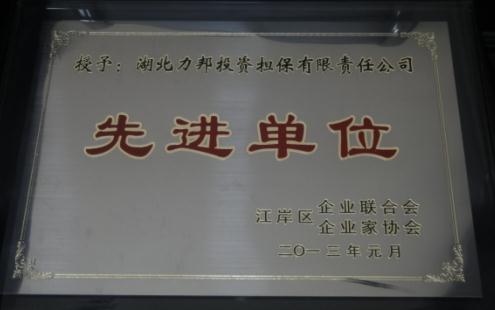 授予：湖北力邦投资担保有限责任公司
先进单位
江岸区 企业联合会
企业家协会
二〇一三年元月